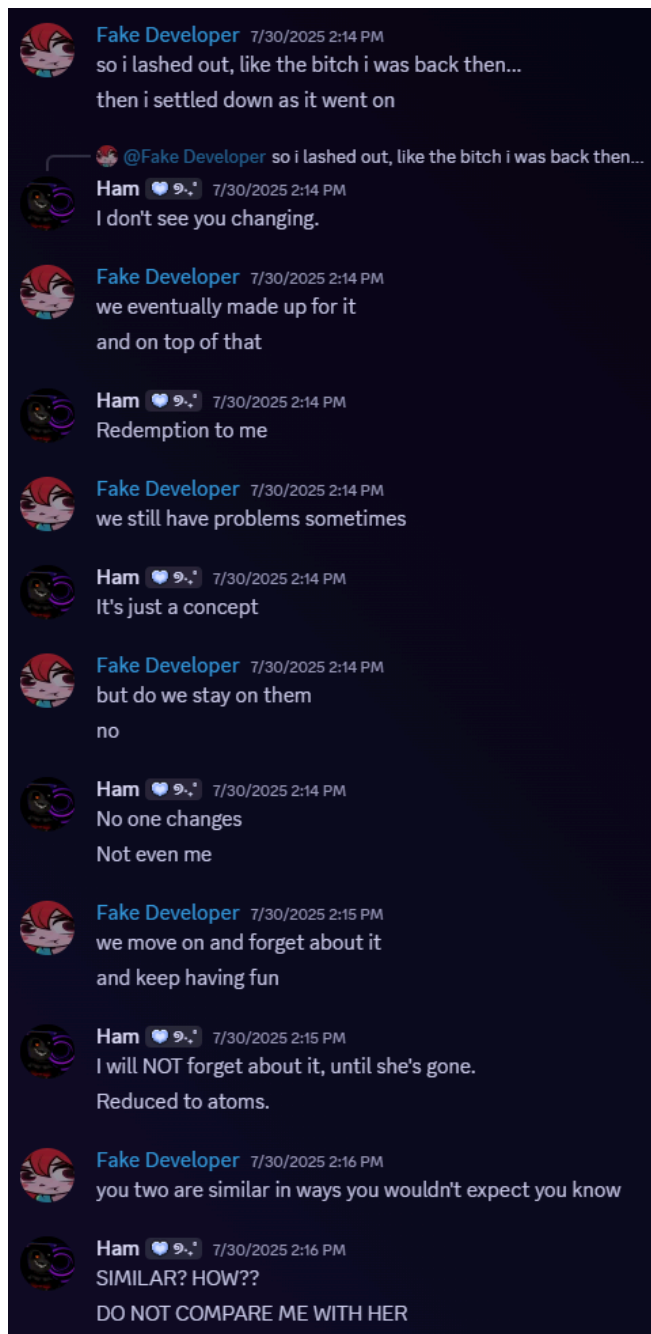 Fake Developer 7/30/2025 2:14 PM
so i lashed out, like the bitch i was back then...
then i settled down as it went on
@Fake Developer so i lashed out, like the bitch i was back then...
Ham 7/30/2025 2:14 PM
I don't see you changing.
Fake Developer 7/30/2025 2:14 PM
we eventually made up for it
and on top of that
Ham 7/30/2025 2:14 PM
Redemption to me
Fake Developer 7/30/2025 2:14 PM
we still have problems sometimes
Ham 7/30/2025 2:14 PM
It's just a concept
Fake Developer 7/30/2025 2:14 PM
but do we stay on them
no
Ham 7/30/2025 2:14 PM
No one changes
Not even me
Fake Developer 7/30/2025 2:15 PM
we move on and forget about it
and keep having fun
Ham 7/30/2025 2:15 PM
I will NOT forget about it, until she's gone.
Reduced to atoms.
Fake Developer 7/30/2025 2:16 PM
you two are similar in ways you wouldn't expect you know
Ham 7/30/2025 2:16 PM
SIMILAR? HOW??
DO NOT COMPARE ME WITH HER